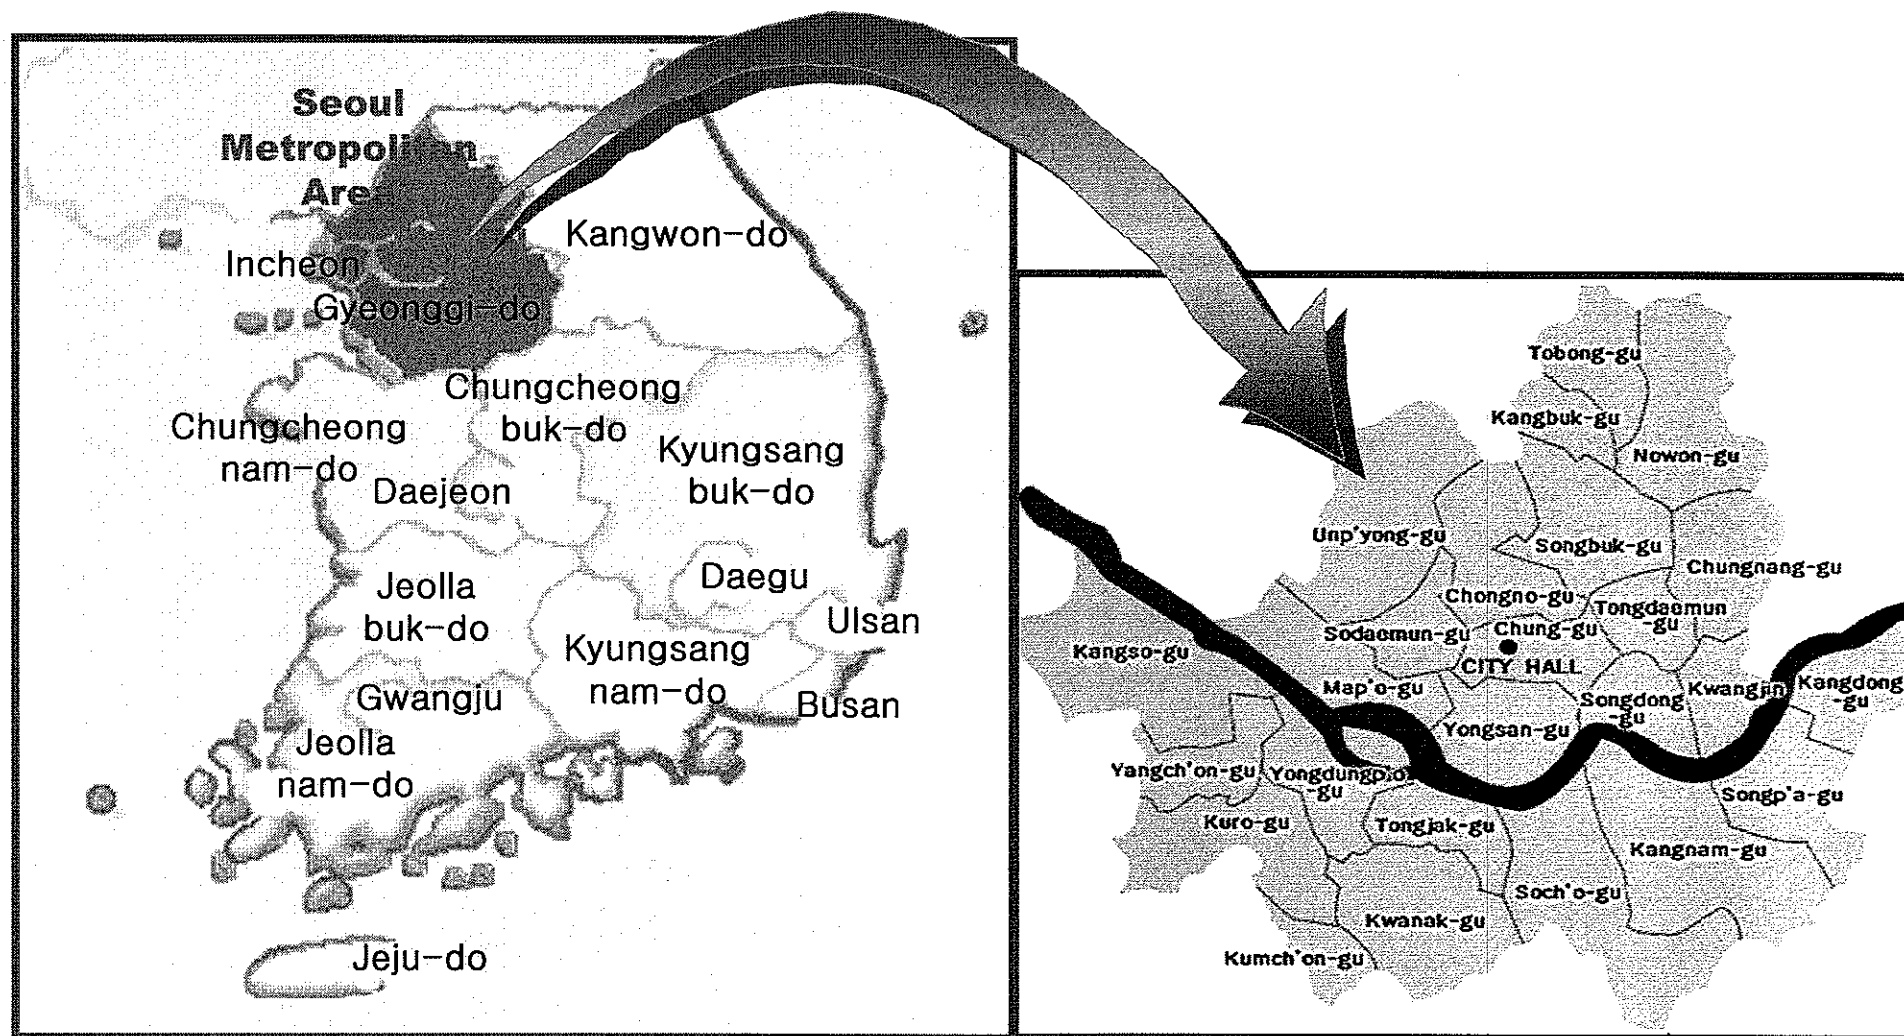 Seoul
Metropolitan
Area
Kangwon-do
Incheon
Gyeonggi-do
Chungcheong
buk-do
Chungcheong
nam-do
Kyungsang
buk-do
Daejeon
Daegu
Jeolla
buk-do
Ulsan
Kyungsang
nam-do
Gwangju
Busan
Jeolla
nam-do
Jeju-do
Tobong-gu
Kangbuk-gu
Nowon-gu
Unp'yong-gu
Songbuk-gu
Chungnang-gu
Chongno-gu
Tongdaemun
-gu
Sodaemun-gu
Chung-gu
Kangso-gu
CITY HALL
Map'o-gu
Songdong
-gu
Kwangjin
Kangdong
-gu
Yongsan-gu
Yangch'on-gu
Yongdungp'o
-gu
Songp'a-gu
Kuro-gu
Tongjak-gu
Kangnam-gu
Soch'o-gu
Kwanak-gu
Kumch'on-gu